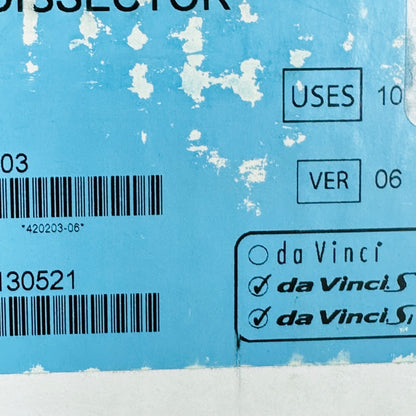 DISSECTOR
USES 10
03
VER 06
*420203-06*
da Vinci
130521
da Vinci S
da Vinci Si